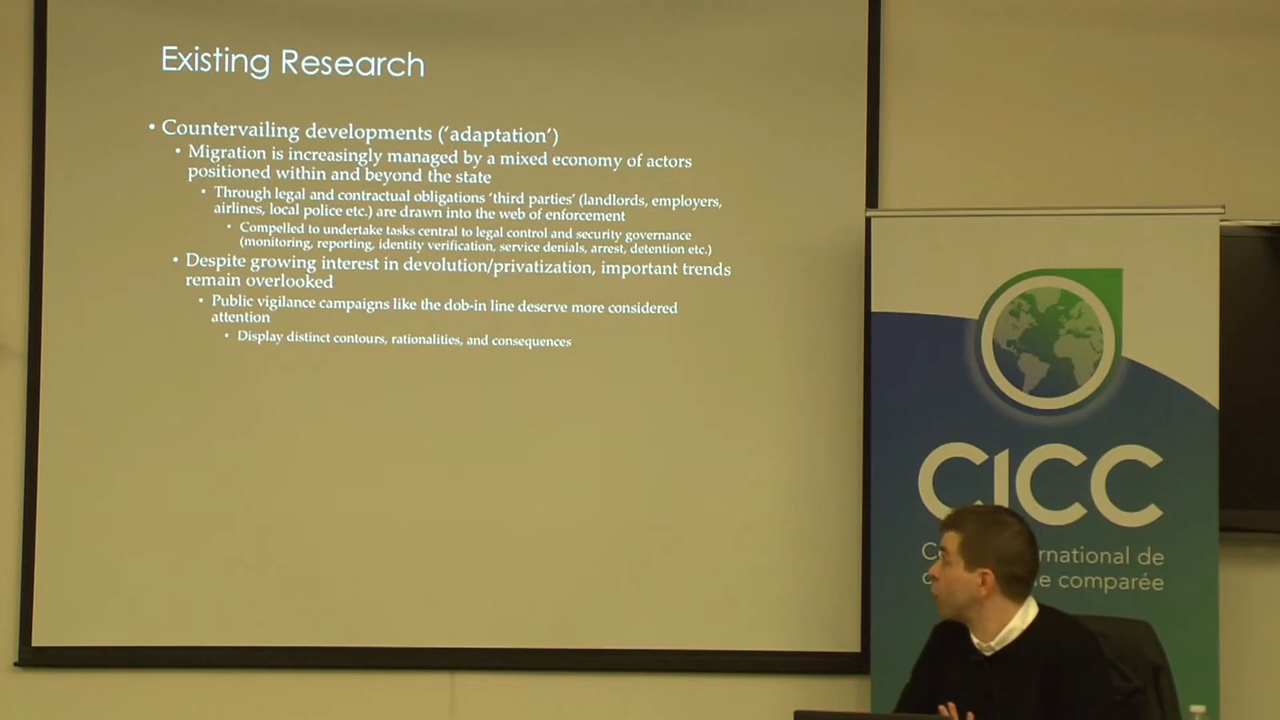 Existing Research
• Countervailing developments ('adaptation')
• Migration is increasingly managed by a mixed economy of actors
positioned within and beyond the state
• Through legal and contractual obligations 'third parties' (landlords, employers,
airlines, local police etc.) are drawn into the web of enforcement
• Compelled to undertake tasks central to legal control and security governance
(monitoring, reporting, identity verification, service denials, arrest, detention etc.)
• Despite growing interest in devolution/privatization, important trends
remain overlooked
• Public vigilance campaigns like the dob-in line deserve more considered
attention
• Display distinct contours, rationalities, and consequences
CICC
rnational de
e comparée